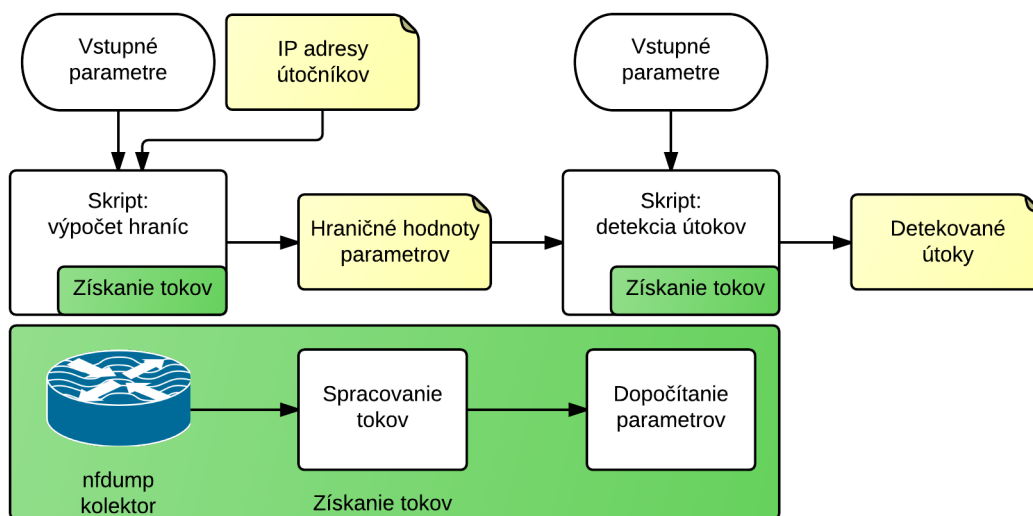 Vstupné
parametre
IP adresy
útočníkov
Vstupné
parametre
Skript:
výpočet hraníc
Získanie tokov
Hraničné hodnoty
parametrov
Skript:
detekcia útokov
Získanie tokov
Detekované
útoky
nfdump
kolektor
Spracovanie
tokov
Dopočítanie
parametrov
Získanie tokov